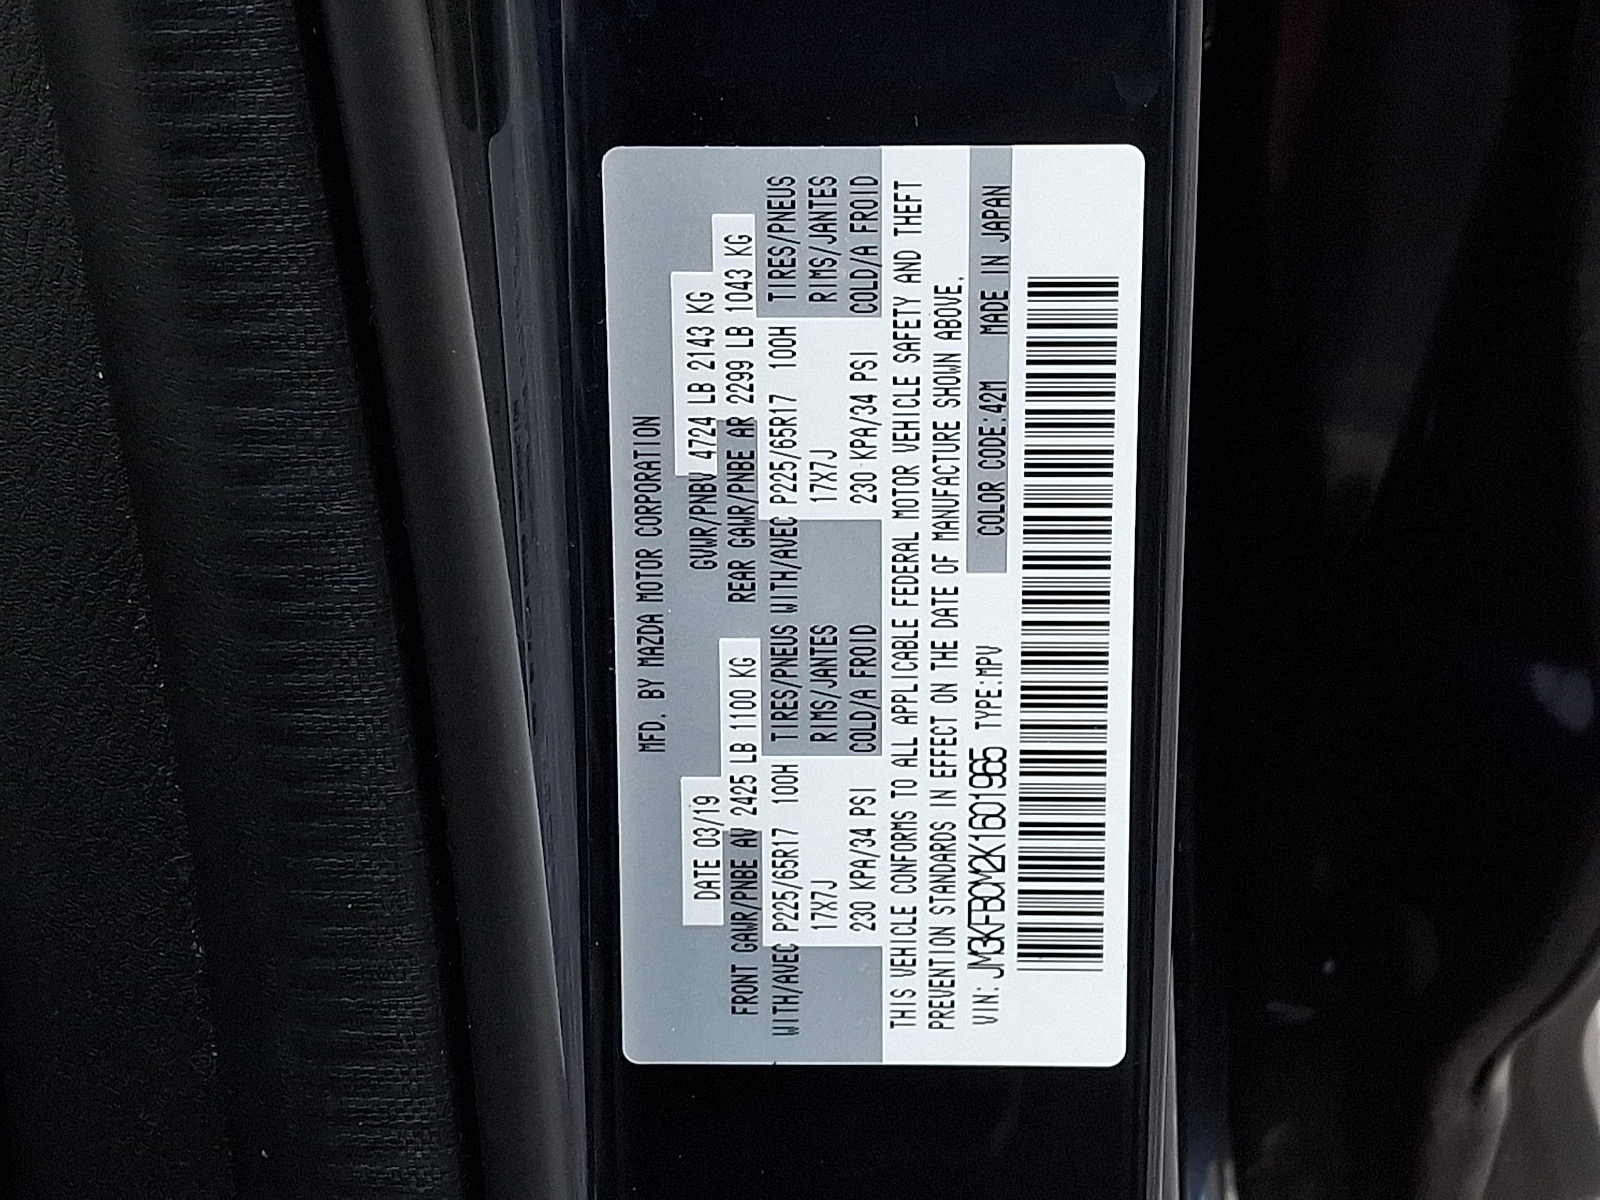 MFD. BY MAZDA MOTOR CORPORATION
DATE 03/19 GVWR/PNBV 4724 LB 2143 KG
FRONT GAWR/PNBE AV 2425 LB 1100 KG REAR GAWR/PNBE AR 2299 LB 1043 KG
WITH/AVEC P225/65R17 100H TIRES/PNEUS WITH/AVEC P225/65R17 100H TIRES/PNEUS
17X7J RIMS/JANTES 17X7J RIMS/JANTES
230 KPA/34 PSI COLD/A FROID 230 KPA/34 PSI COLD/A FROID
THIS VEHICLE CONFORMS TO ALL APPLICABLE FEDERAL MOTOR VEHICLE SAFETY AND THEFT
PREVENTION STANDARDS IN EFFECT ON THE DATE OF MANUFACTURE SHOWN ABOVE.
VIN: JM3KFBCM2K1601965 TYPE:MPV COLOR CODE:42M MADE IN JAPAN